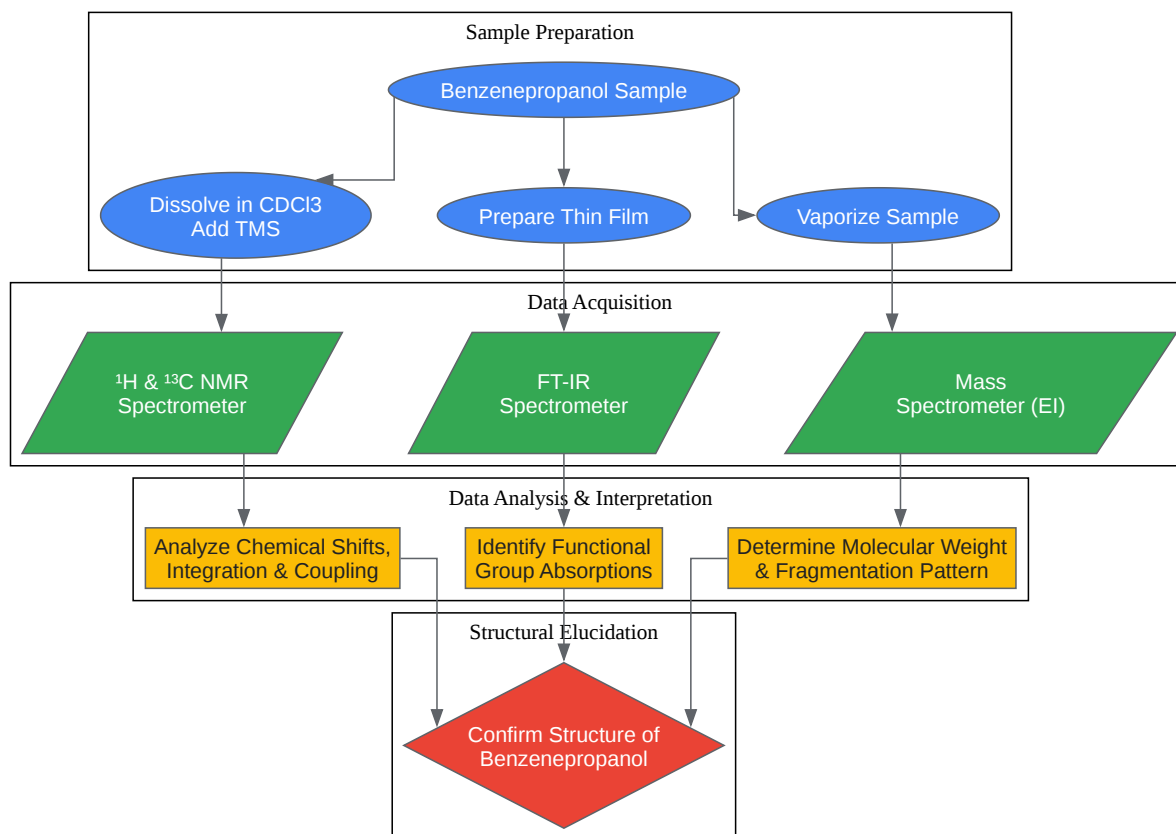 Sample Preparation
Benzenepropanol Sample
Dissolve in CDCl3
Add TMS
Prepare Thin Film
Vaporize Sample
Data Acquisition
¹H & ¹³C NMR
Spectrometer
FT-IR
Spectrometer
Mass
Spectrometer (EI)
Data Analysis & Interpretation
Analyze Chemical Shifts,
Integration & Coupling
Identify Functional
Group Absorptions
Determine Molecular Weight
& Fragmentation Pattern
Structural Elucidation
Confirm Structure of
Benzenepropanol